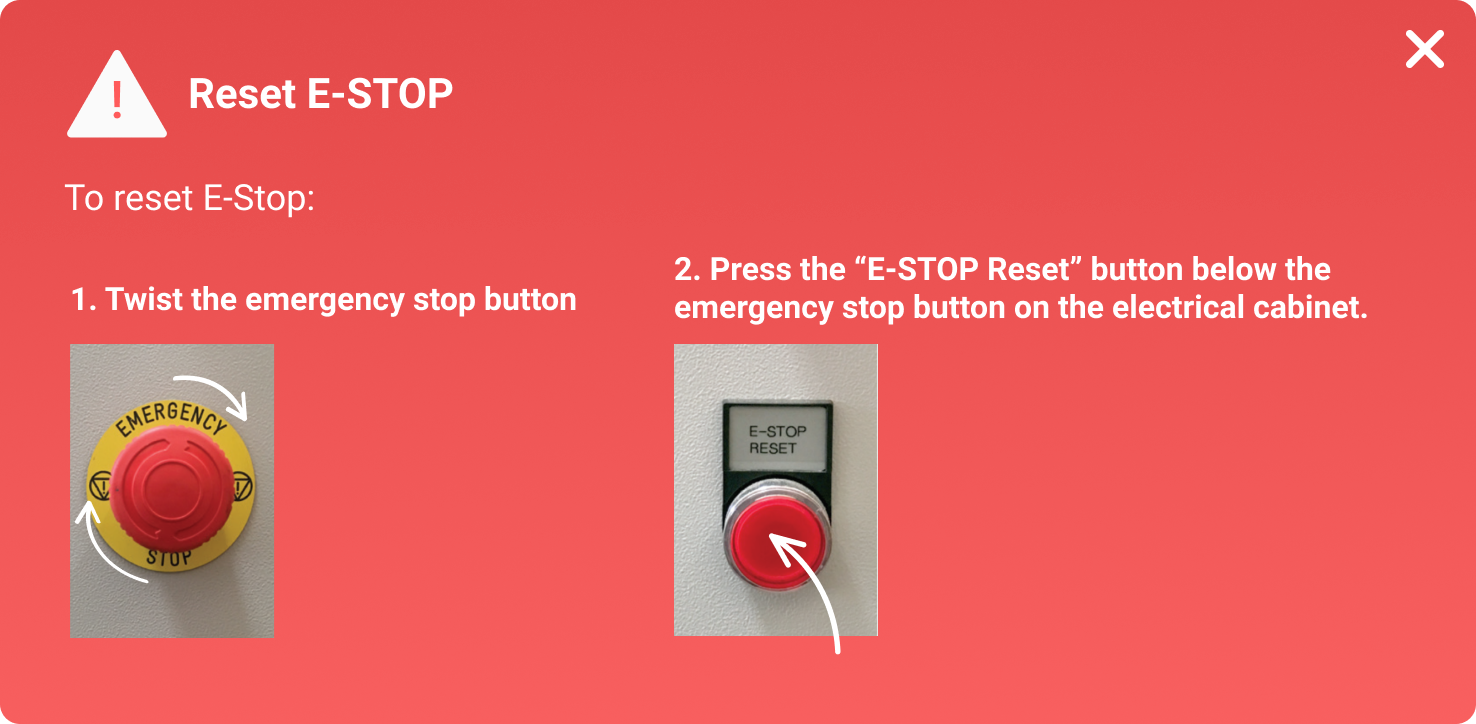 Reset E-STOP
To reset E-Stop:
1. Twist the emergency stop button
EMERGENCY
STOP
2. Press the “E-STOP Reset” button below the
emergency stop button on the electrical cabinet.
E-STOP
RESET